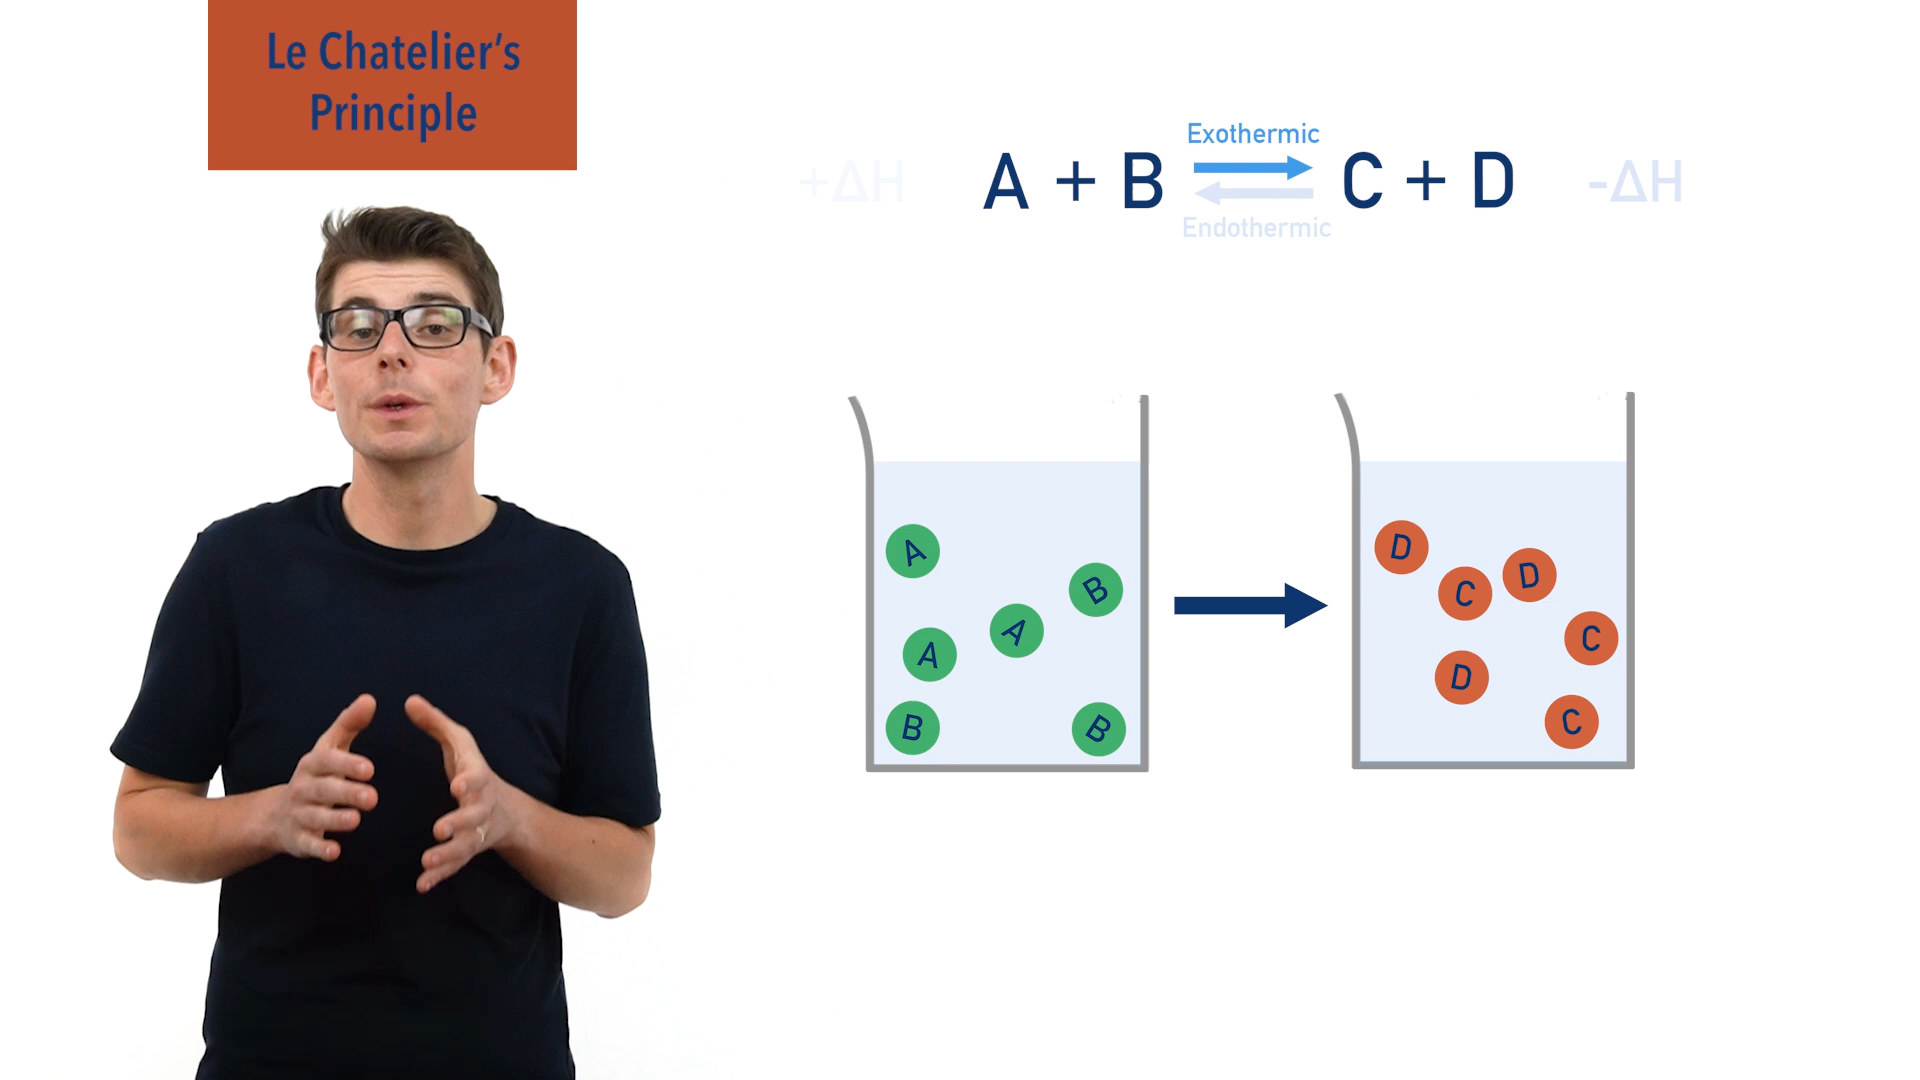 Le Chatelier's
Principle
Exothermic
+ΔH A + B C + D -ΔH
Endothermic
A
B
A
A
B
B
D
D
C
C
D
C